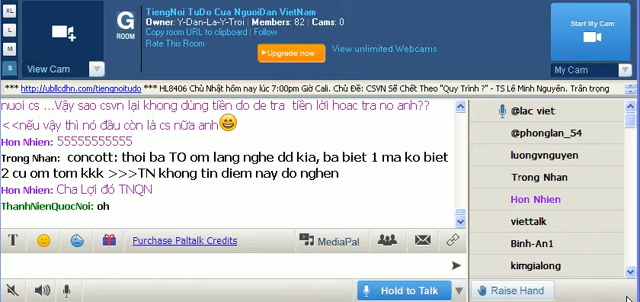 XL
L
M
S
View Cam
G
ROOM
TiengNoi TuDo Cua NguoiDan VietNam
Owner: Y-Dan-La-Y-Troi | Members: 82 | Cams: 0
Copy room URL to clipboard | Follow
Rate This Room
Upgrade now
View unlimited Webcams
Start My Cam
My Cam
*** http://ubllcdhn.com/tiengnoitudo *** HL8406 Chủ Nhật hôm nay lúc 7:00pm Giờ Cali. Chủ Đề: CSVN Sẽ Chết Theo "Quy Trình ?" - TS Lê Minh Nguyên. Trân trọng
nuoi cs ...Vậy sao csvn lại khong dùng tiền do de tra tiền lời hoac tra no anh??
<<nếu vậy thì nó đâu còn là cs nữa anh
Hon Nhien: 55555555555
Trong Nhan: concott: thoi ba TO om lang nghe dd kia, ba biet 1 ma ko biet
2 cu om tom kkk >>>TN khong tin diem nay do nghen
Hon Nhien: Cha Lợi đó TNQN
ThanhNienQuocNoi: oh
@lac viet
@phonglan_54
luongvnguyen
Trong Nhan
Hon Nhien
viettalk
Binh-An1
kimgialong
T
Purchase Paltalk Credits
MediaPal
Hold to Talk
Raise Hand